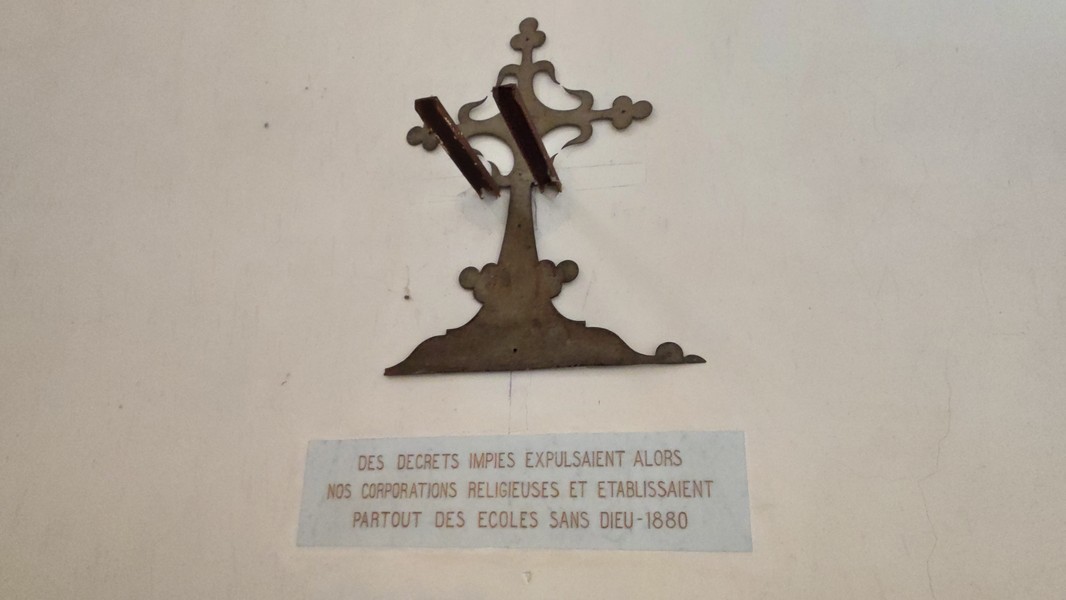 DES DECRETS IMPIES EXPULSAIENT ALORS
NOS CORPORATIONS RELIGIEUSES ET ETABLISSAIENT
PARTOUT DES ECOLES SANS DIEU-1880